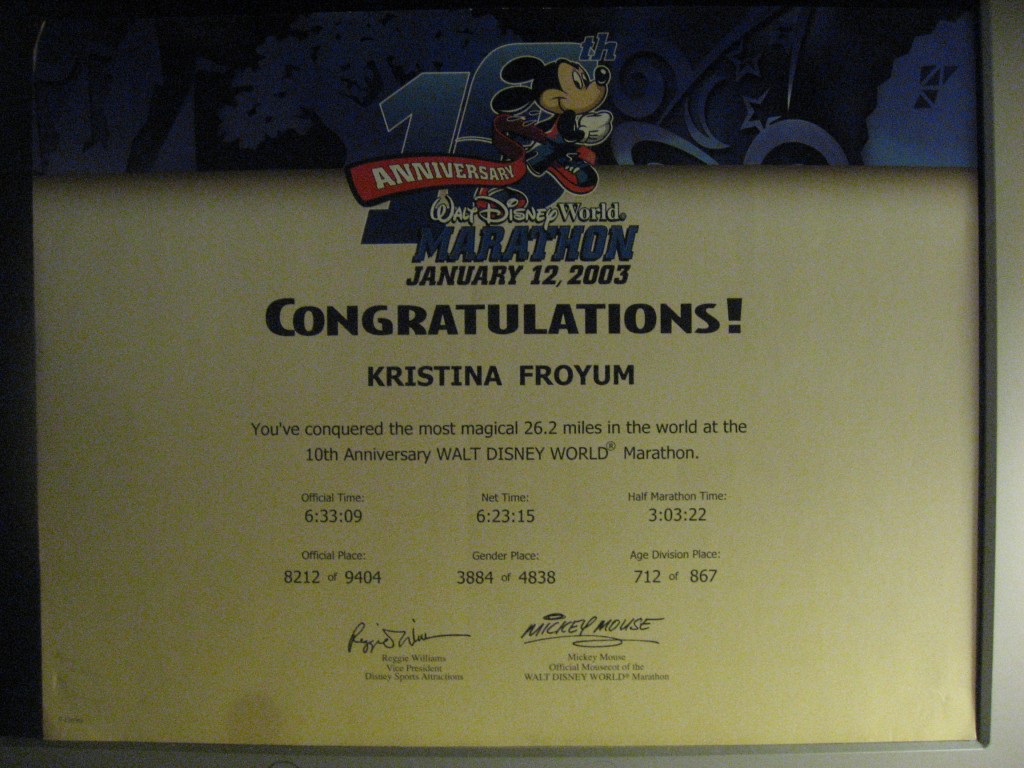 10th
ANNIVERSARY
WALT DISNEY World®
MARATHON
JANUARY 12, 2003
CONGRATULATIONS!
KRISTINA FROYUM
You've conquered the most magical 26.2 miles in the world at the
10th Anniversary WALT DISNEY WORLD® Marathon.
Official Time: Net Time: Half Marathon Time:
6:33:09 6:23:15 3:03:22
Official Place: Gender Place: Age Division Place:
8212 of 9404 3884 of 4838 712 of 867
MICKEY MOUSE
Reggie Williams Mickey Mouse
Vice President Official Mousecot of the
Disney Sports Attractions WALT DISNEY WORLD® Marathon